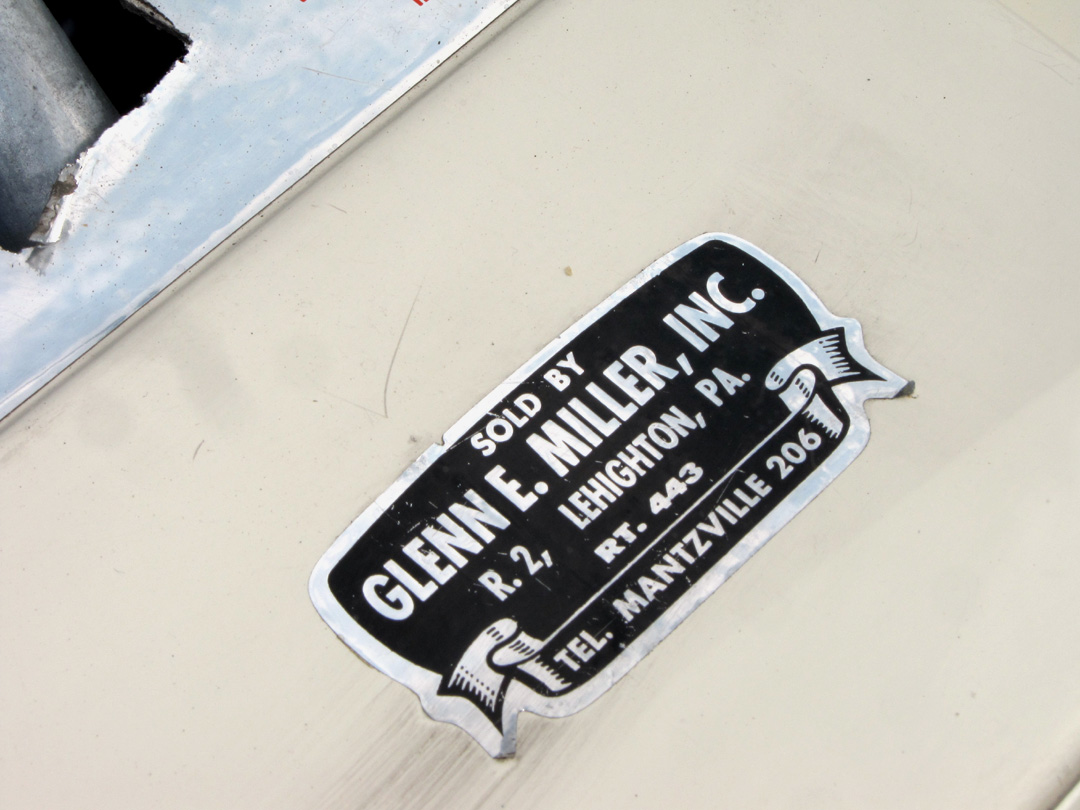 SOLD BY
GLENN E. MILLER, INC.
R. 2, LEHIGHTON, PA.
RT. 443
TEL. MANTZVILLE 206